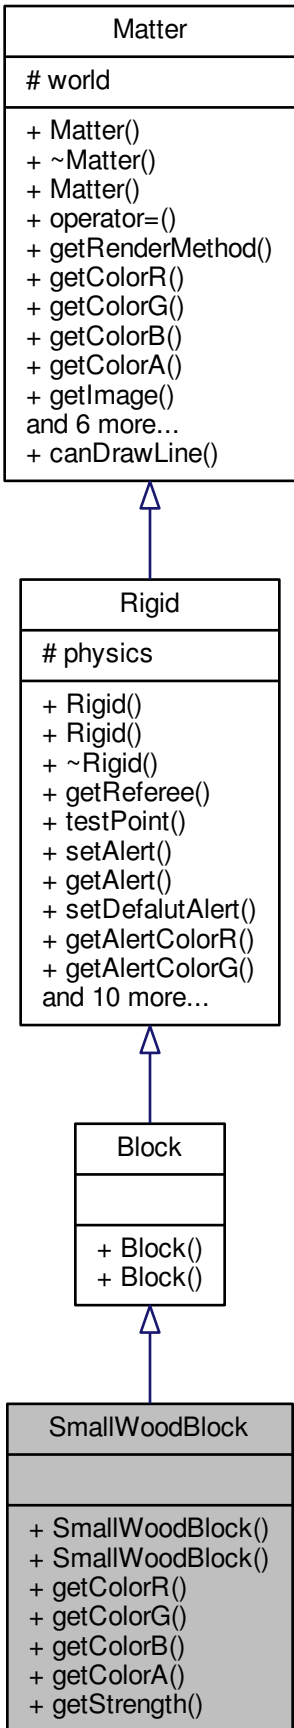 Matter
# world
+ Matter()
+ ~Matter()
+ Matter()
+ operator=()
+ getRenderMethod()
+ getColorR()
+ getColorG()
+ getColorB()
+ getColorA()
+ getImage()
and 6 more...
+ canDrawLine()
Rigid
# physics
+ Rigid()
+ Rigid()
+ ~Rigid()
+ getReferee()
+ testPoint()
+ setAlert()
+ getAlert()
+ setDefalutAlert()
+ getAlertColorR()
+ getAlertColorG()
and 10 more...
Block
+ Block()
+ Block()
SmallWoodBlock
+ SmallWoodBlock()
+ SmallWoodBlock()
+ getColorR()
+ getColorG()
+ getColorB()
+ getColorA()
+ getStrength()